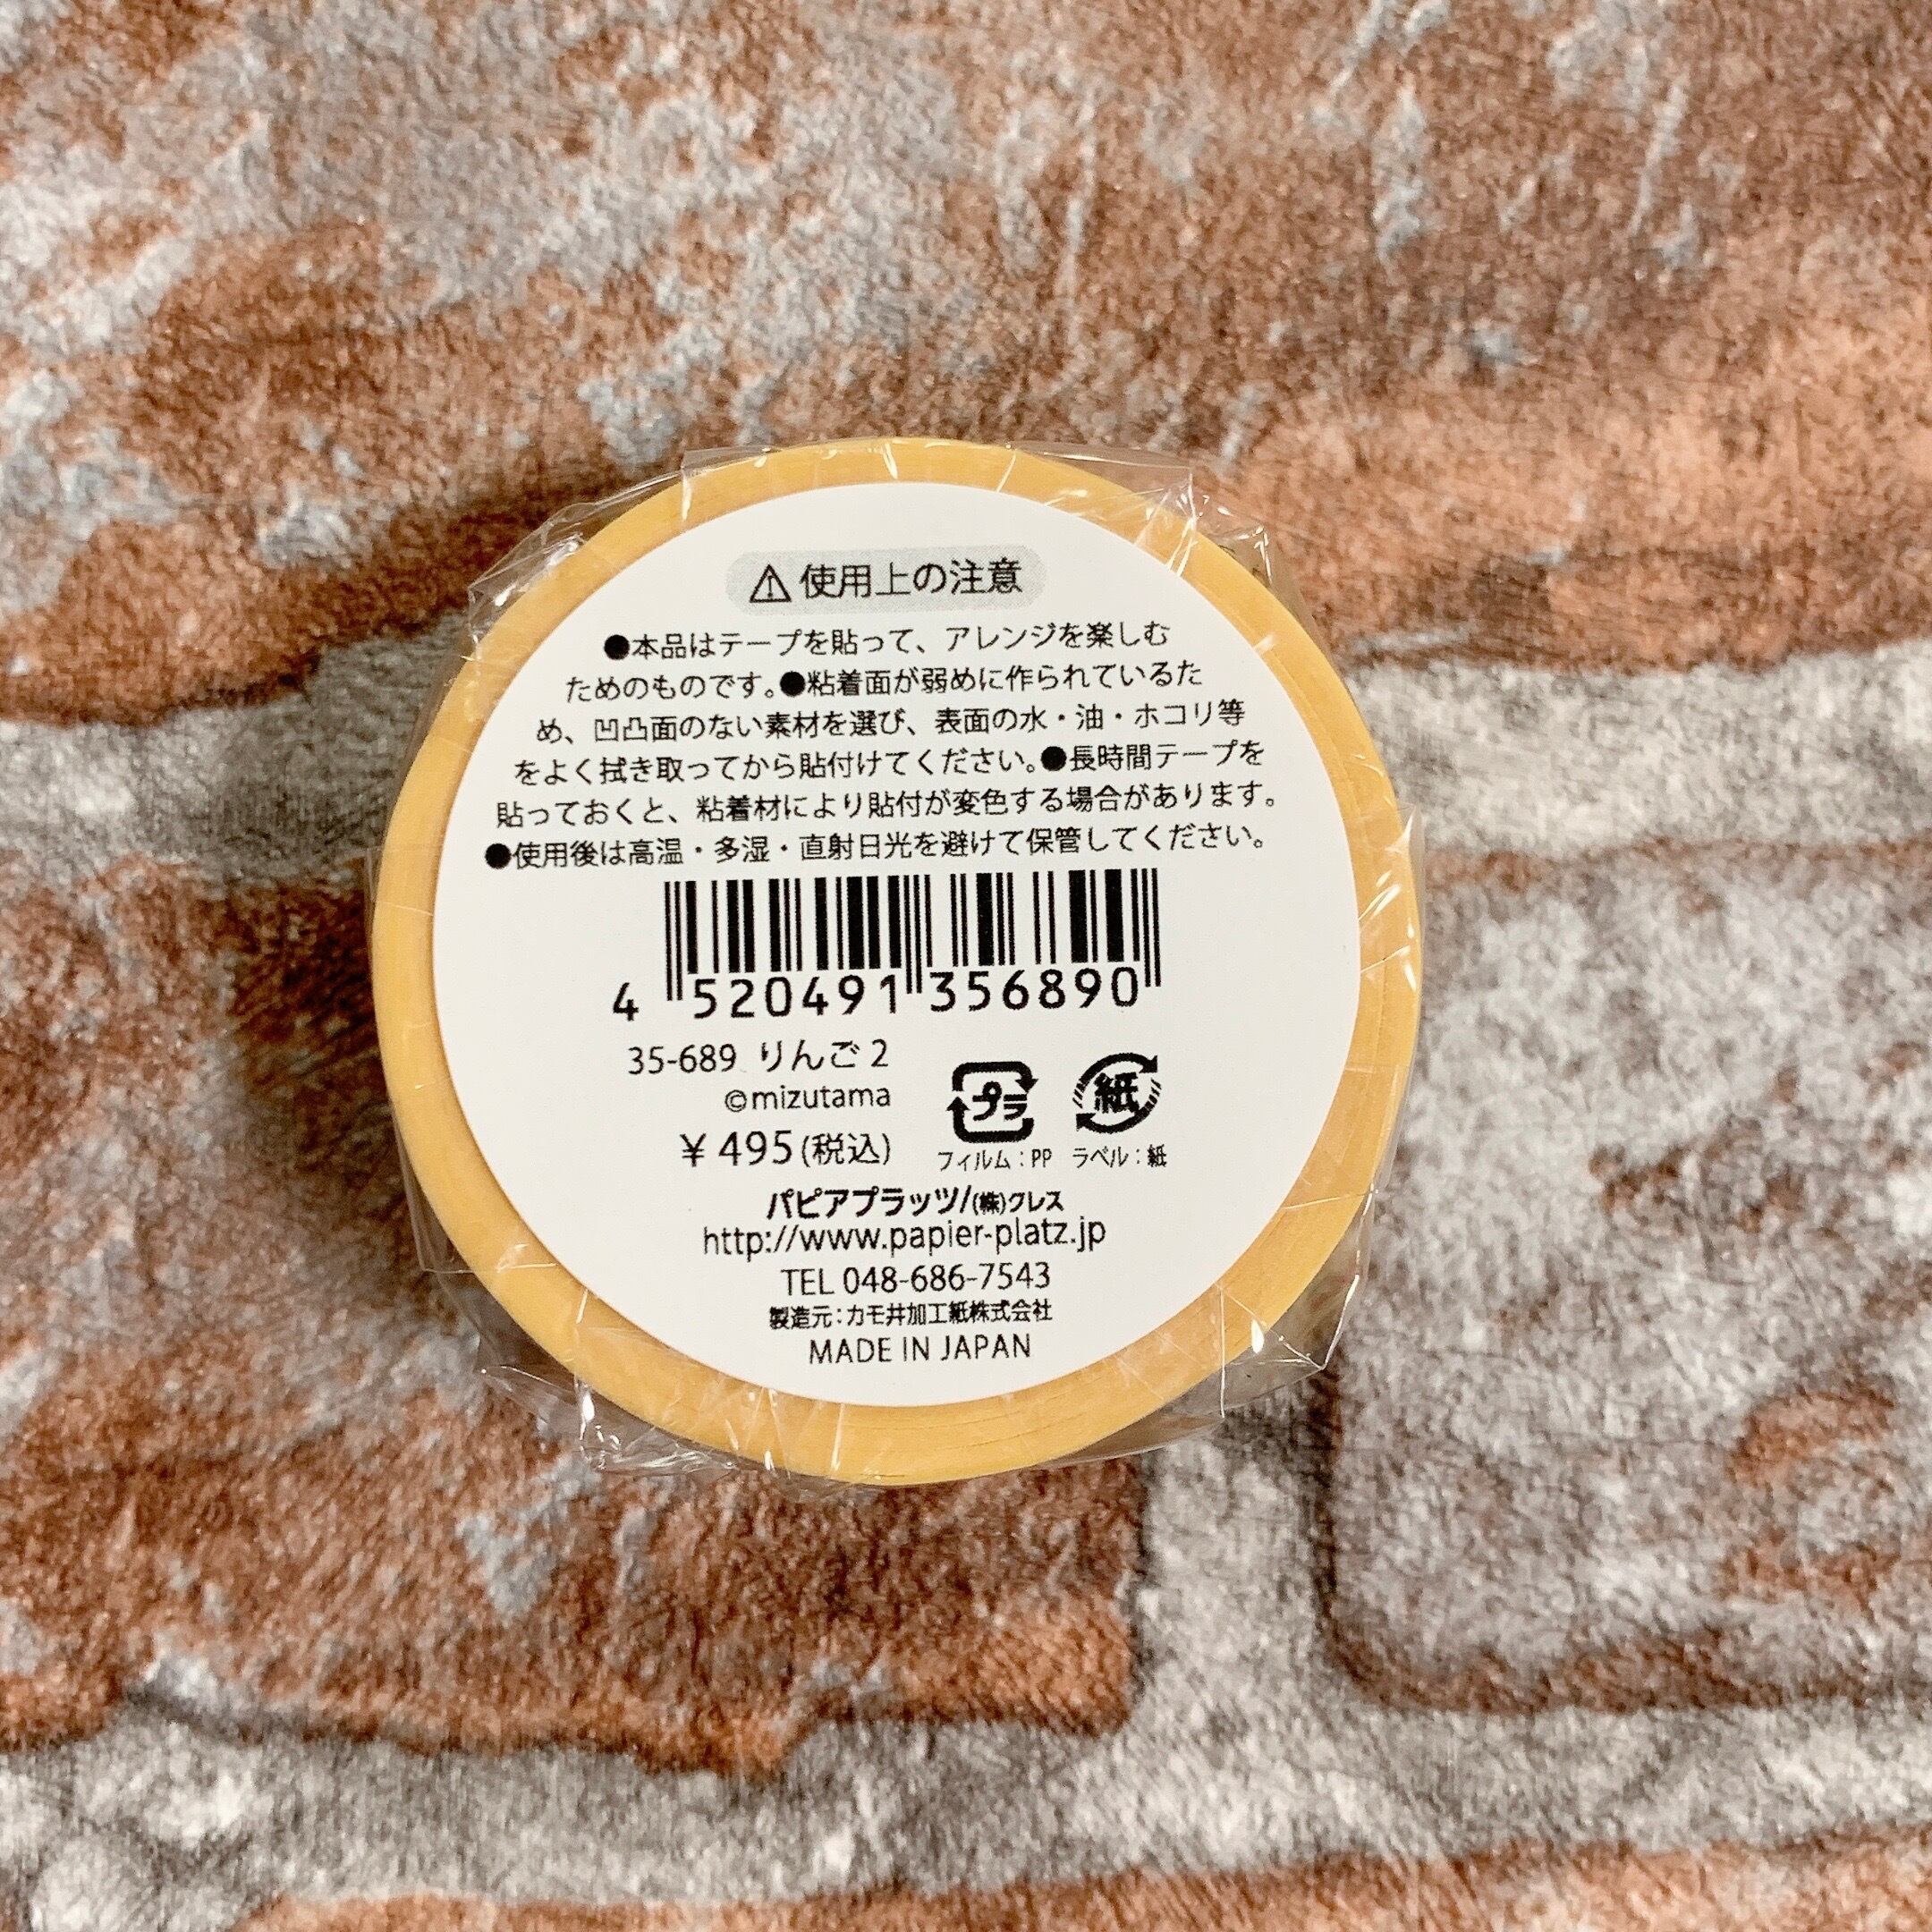 ⚠使用上の注意
●本品はテープを貼って、アレンジを楽しむ
ためのものです。●粘着面が弱めに作られているた
め、凹凸面のない素材を選び、表面の水・油・ホコリ等
をよく拭き取ってから貼付けてください。●長時間テープを
貼っておくと、粘着材により貼付が変色する場合があります。
●使用後は高温・多湿・直射日光を避けて保管してください。
4 520491 356890
35-689 りんご2
©mizutama
¥495(税込)
プラ
フィルム:PP
紙
ラベル:紙
パピアプラッツ/(株)クレス
http://www.papier-platz.jp
TEL 048-686-7543
製造元:カモ井加工紙株式会社
MADE IN JAPAN